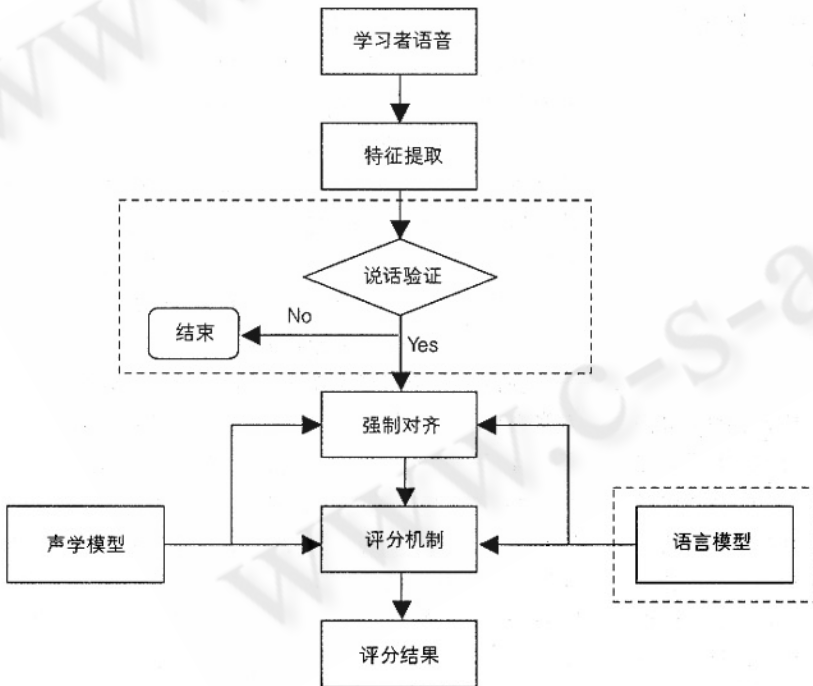 学习者语音
特征提取
说话验证
结束
No
Yes
强制对齐
声学模型
评分机制
语言模型
评分结果
www.c-s-a